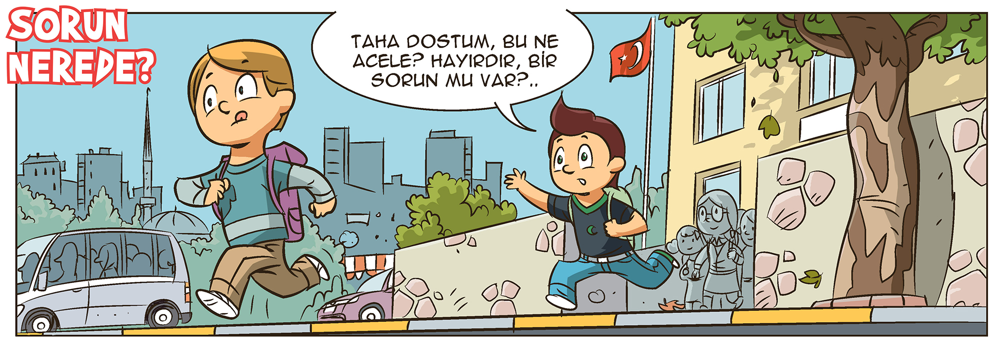 SORUN
NEREDE?
TAHA DOSTUM, BU NE
ACELE? HAYIRDIR, BİR
SORUN MU VAR?..